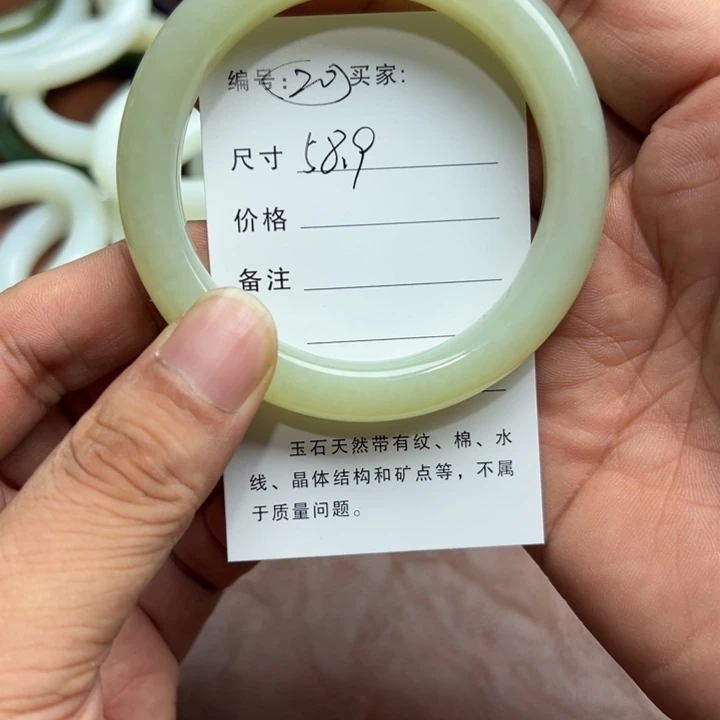 编号：20 买家：
尺寸 58.9
价格
备注
玉石天然带有纹、棉、水
线、晶体结构和矿点等，不属
于质量问题。